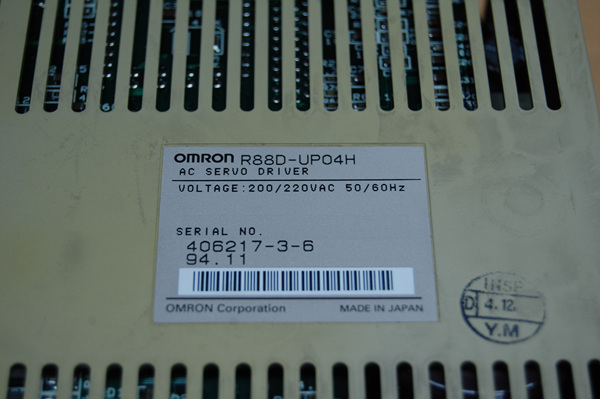 OMRON R88D-UP04H
AC SERVO DRIVER
VOLTAGE:200/220VAC 50/60Hz
SERIAL NO.
406217-3-6
94.11
OMRON Corporation MADE IN JAPAN
INSP
D 4.12.
Y.M